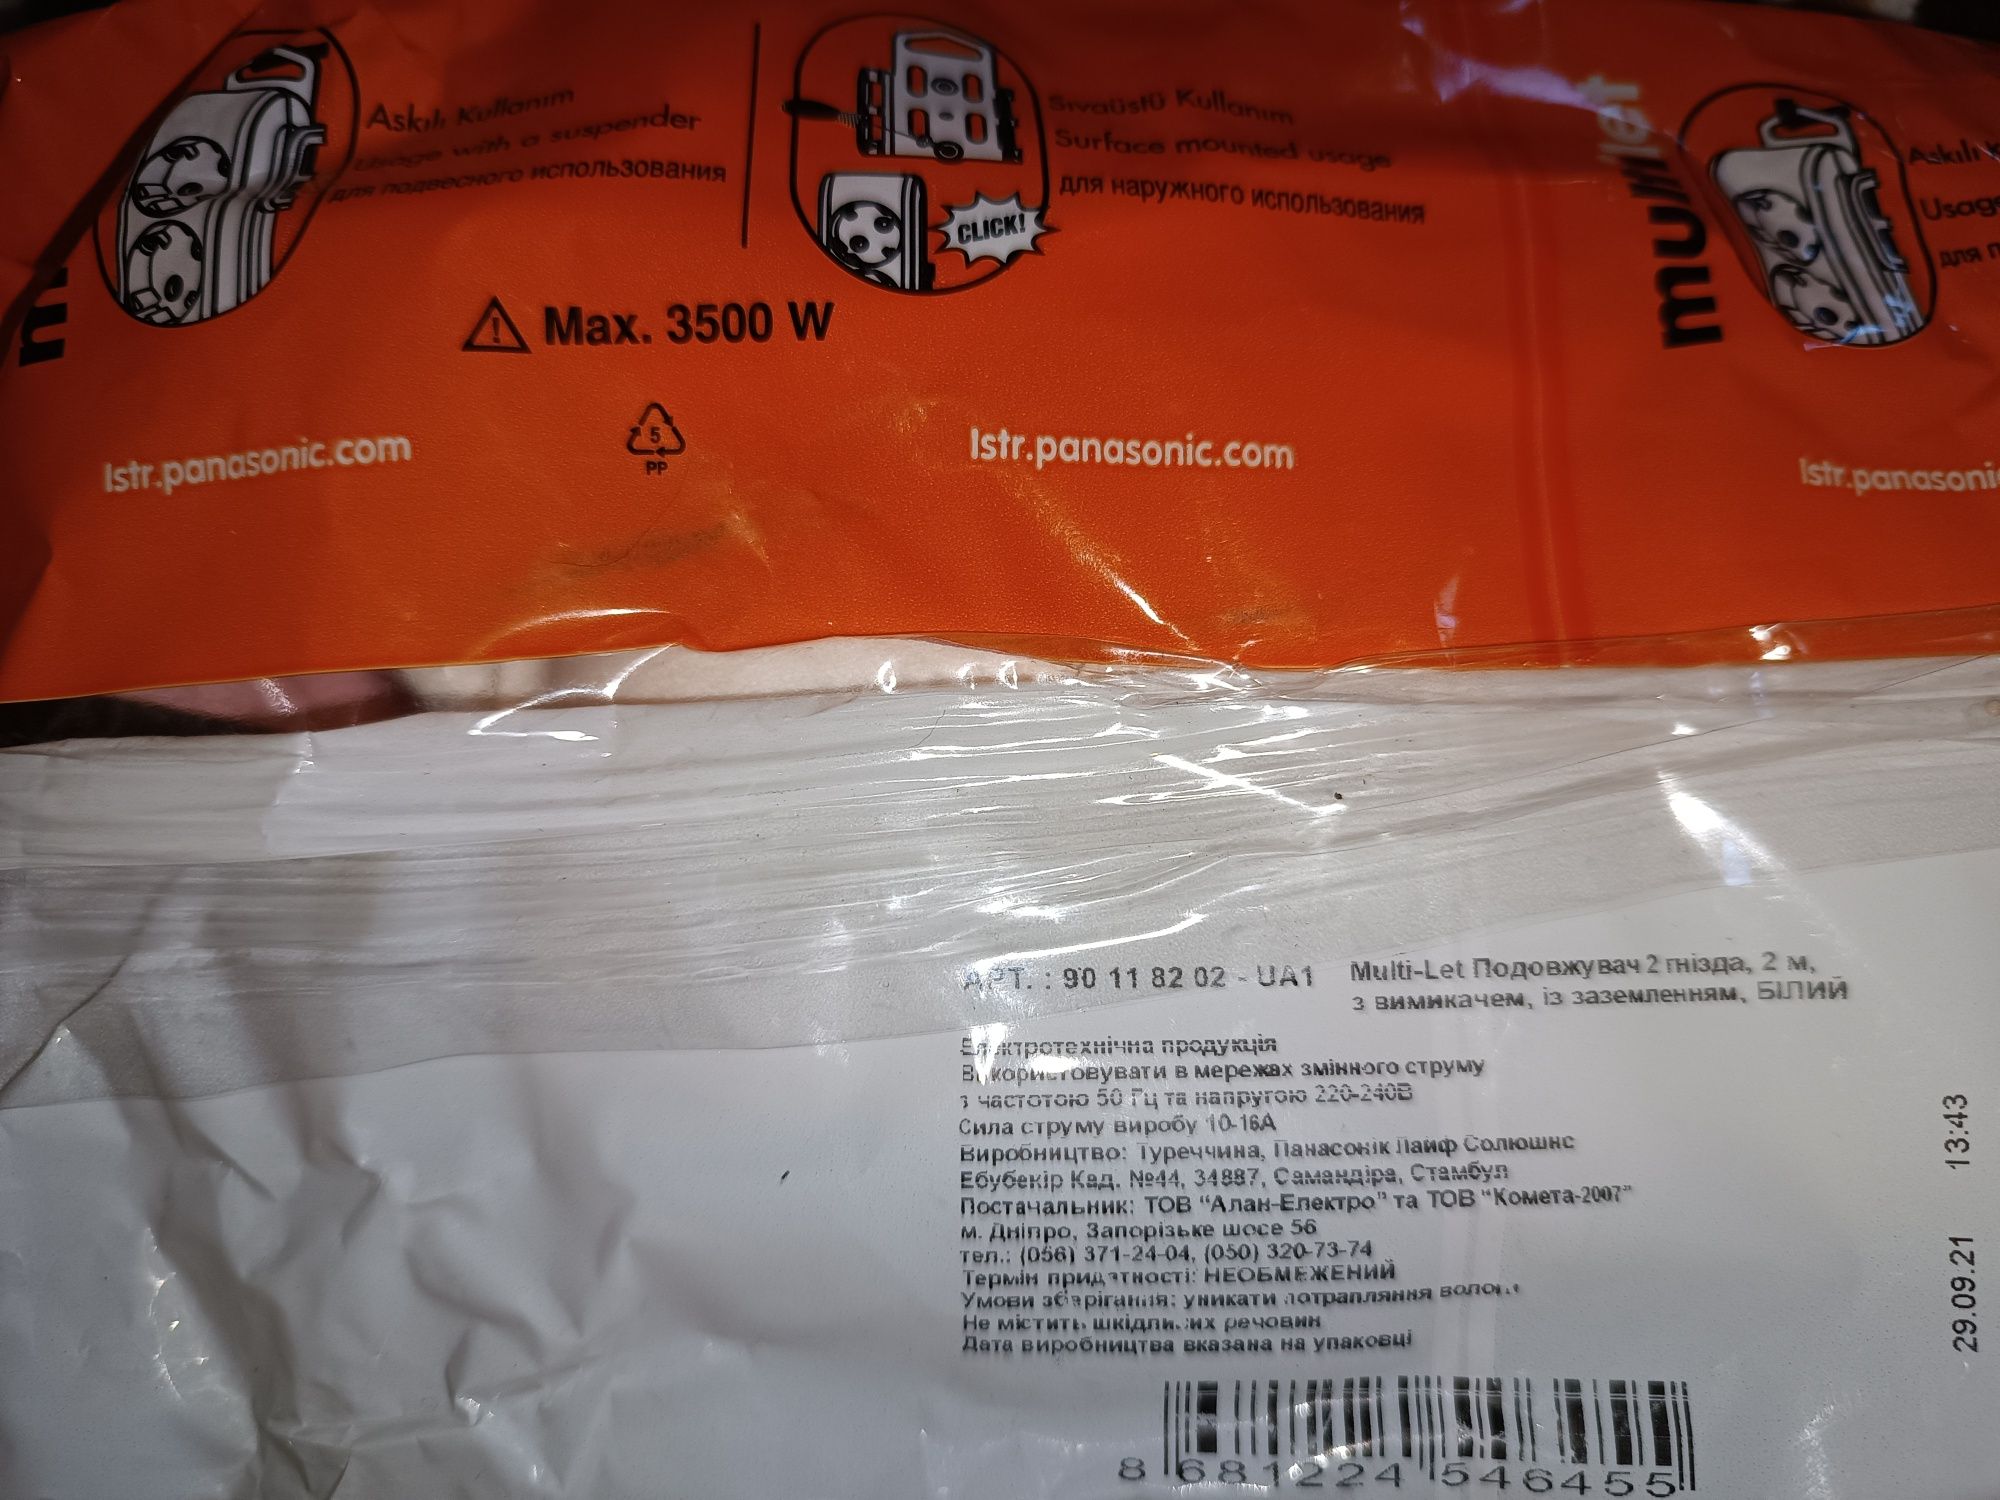 Askılı Kullanım
Usage with a suspender
для подвесного использования
Sıvaüstü Kullanım
Surface mounted usage
для наружного использования
CLICK!
mu
let
Askılı K
Usag
для п
Max. 3500 W
5
PP
lstr.panasonic.com
lstr.panasonic.com
lstr.panasonic
АРТ. : 90 11 82 02 - UA1
Multi-Let Подовжувач 2 гнізда, 2 м,
з вимикачем, із заземленням, БІЛИЙ
Електротехнічна продукція
Використовувати в мережах змінного струму
з частотою 50 Гц та напругою 220-240В
Сила струму виробу 10-16А
Виробництво: Туреччина, Панасонік Лайф Солюшнс
Ебубекір Кад. №44, 34887, Самандіра, Стамбул
Постачальник: ТОВ "Алан-Електро" та ТОВ "Комета-2007"
м. Дніпро, Запорізьке шосе 56
тел.: (056) 371-24-04, (050) 320-73-74
Термін придатності: НЕОБМЕЖЕНИЙ
Умови зберігання: уникати потрапляння вологи
Не містить шкідливих речовин
Дата виробництва вказана на упаковці
8 681224 546455
29.09.21 13:43